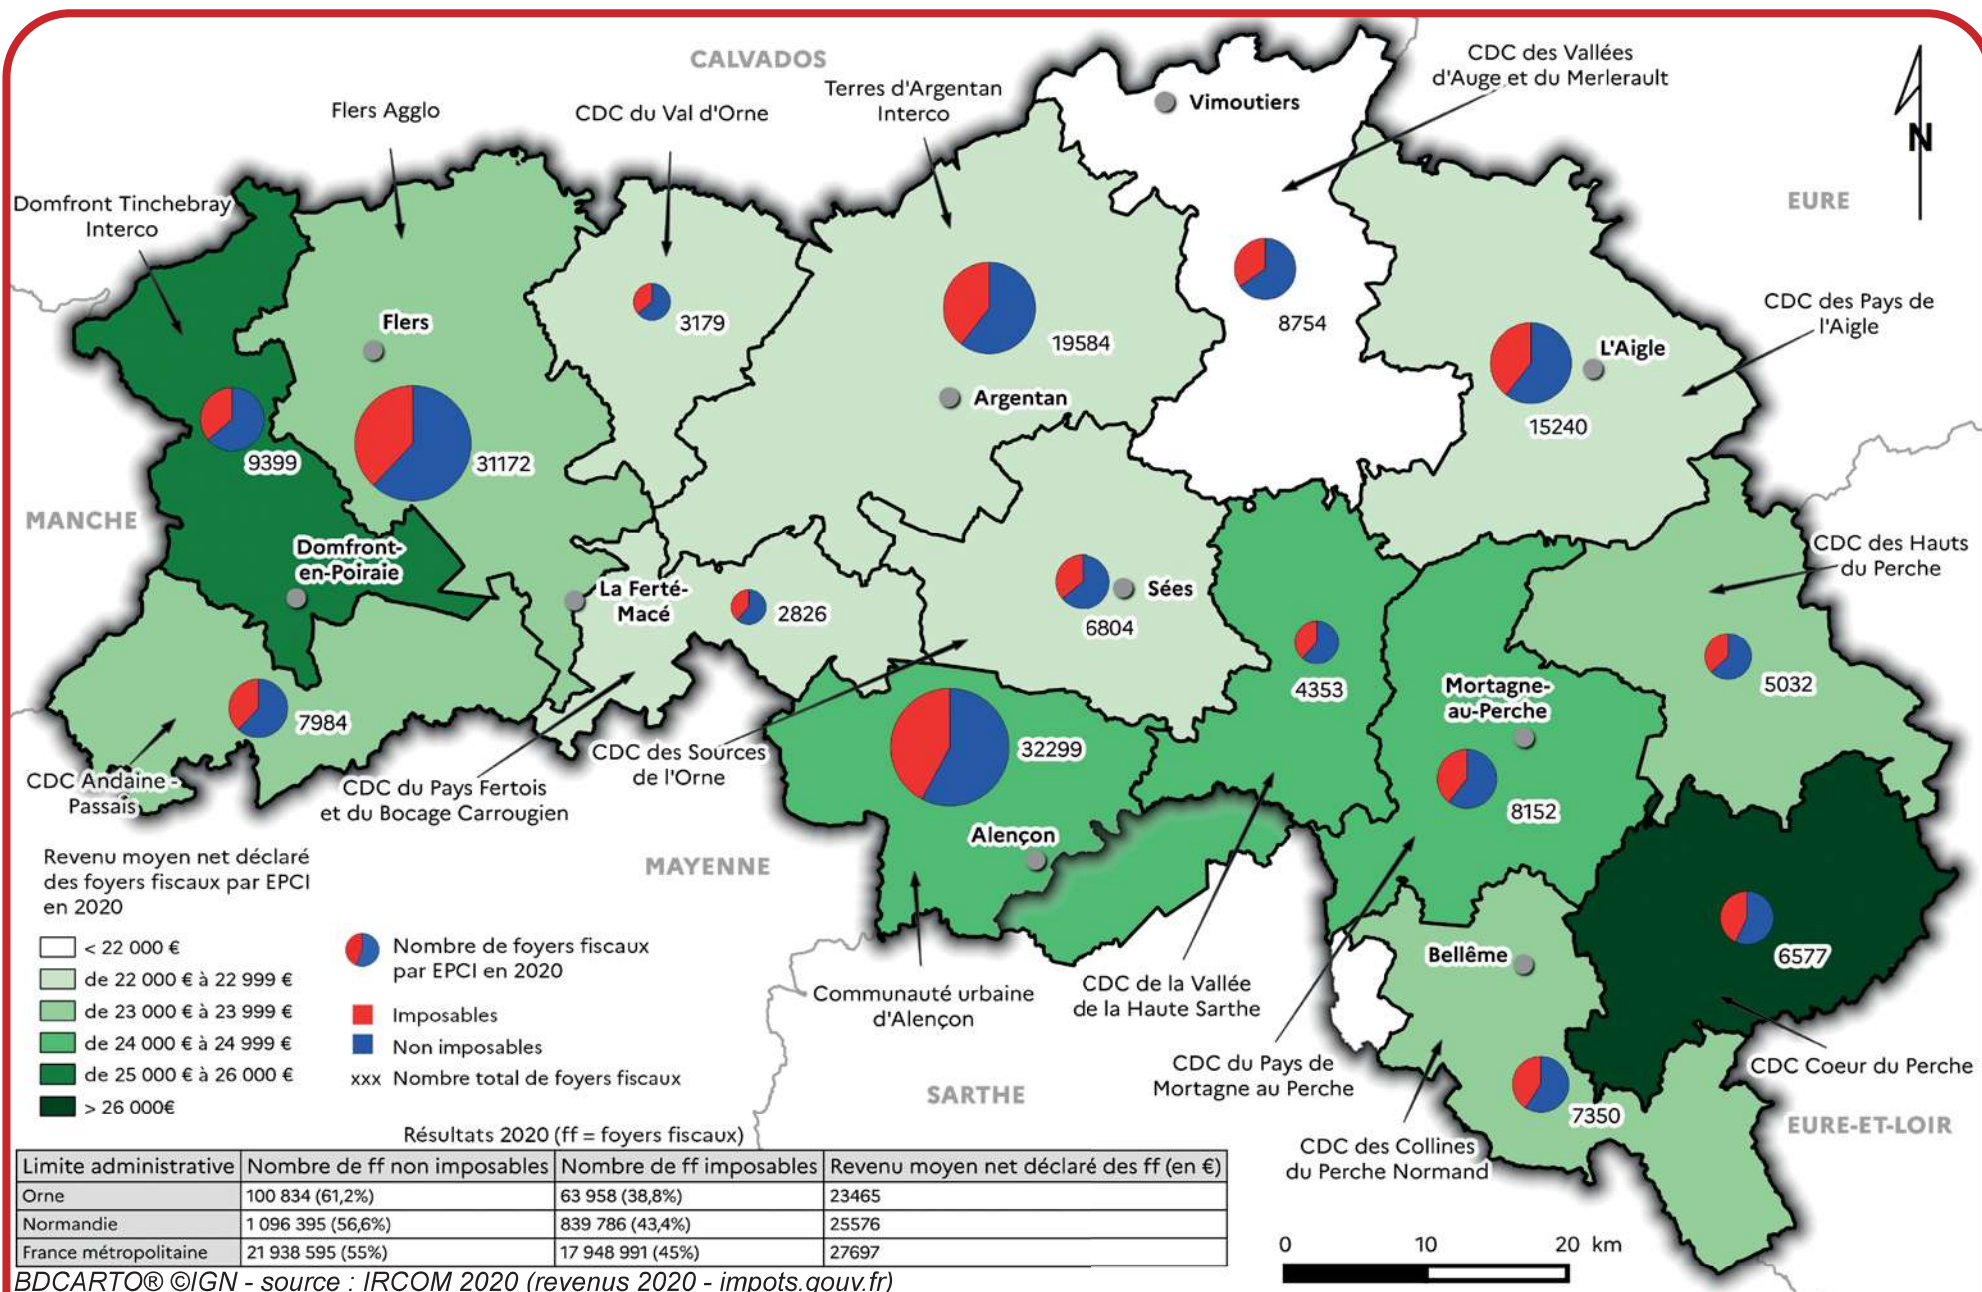 CALVADOS
CDC des Vallées
d'Auge et du Merlerault
Terres d'Argentan
Interco
Flers Agglo
CDC du Val d'Orne
Vimoutiers
N
EURE
Domfront Tinchebray
Interco
8754
CDC des Pays de
l'Aigle
Flers
3179
19584
L'Aigle
Argentan
15240
9399
31172
MANCHE
CDC des Hauts
du Perche
Domfront-
en-Poiraie
La Ferté-
Macé
2826
Sées
6804
4353
5032
Mortagne-
au-Perche
7984
32299
CDC des Sources
de l'Orne
CDC Andaine -
Passais
CDC du Pays Fertois
et du Bocage Carrougien
8152
Alençon
MAYENNE
Revenu moyen net déclaré
des foyers fiscaux par EPCI
en 2020
< 22 000 €
de 22 000 € à 22 999 €
de 23 000 € à 23 999 €
de 24 000 € à 24 999 €
de 25 000 € à 26 000 €
> 26 000€
Nombre de foyers fiscaux
par EPCI en 2020
Imposables
Non imposables
xxx Nombre total de foyers fiscaux
Bellême
6577
Communauté urbaine
d'Alençon
CDC de la Vallée
de la Haute Sarthe
CDC du Pays de
Mortagne au Perche
CDC Coeur du Perche
SARTHE
7350
EURE-ET-LOIR
CDC des Collines
du Perche Normand
Résultats 2020 (ff = foyers fiscaux)
Limite administrative Nombre de ff non imposables Nombre de ff imposables Revenu moyen net déclaré des ff (en €)
Orne 100 834 (61,2%) 63 958 (38,8%) 23465
Normandie 1 096 395 (56,6%) 839 786 (43,4%) 25576
France métropolitaine 21 938 595 (55%) 17 948 991 (45%) 27697
0 10 20 km
BDCARTO® ©IGN - source : IRCOM 2020 (revenus 2020 - impots.gouv.fr)